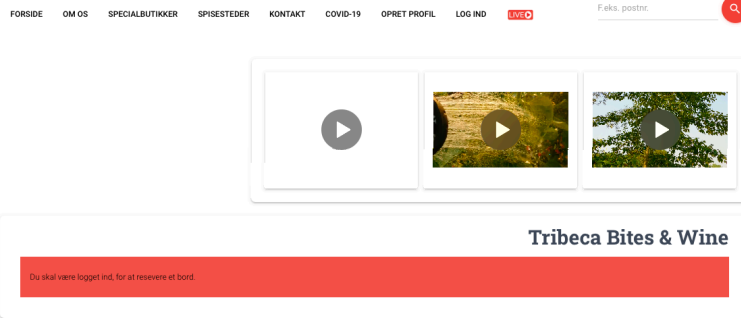 FORSIDE OM OS SPECIALBUTIKKER SPISESTEDER KONTAKT COVID-19 OPRET PROFIL LOG IND LIVE F.eks. postnr.
Tribeca Bites & Wine
Du skal være logget ind, for at resevere et bord.